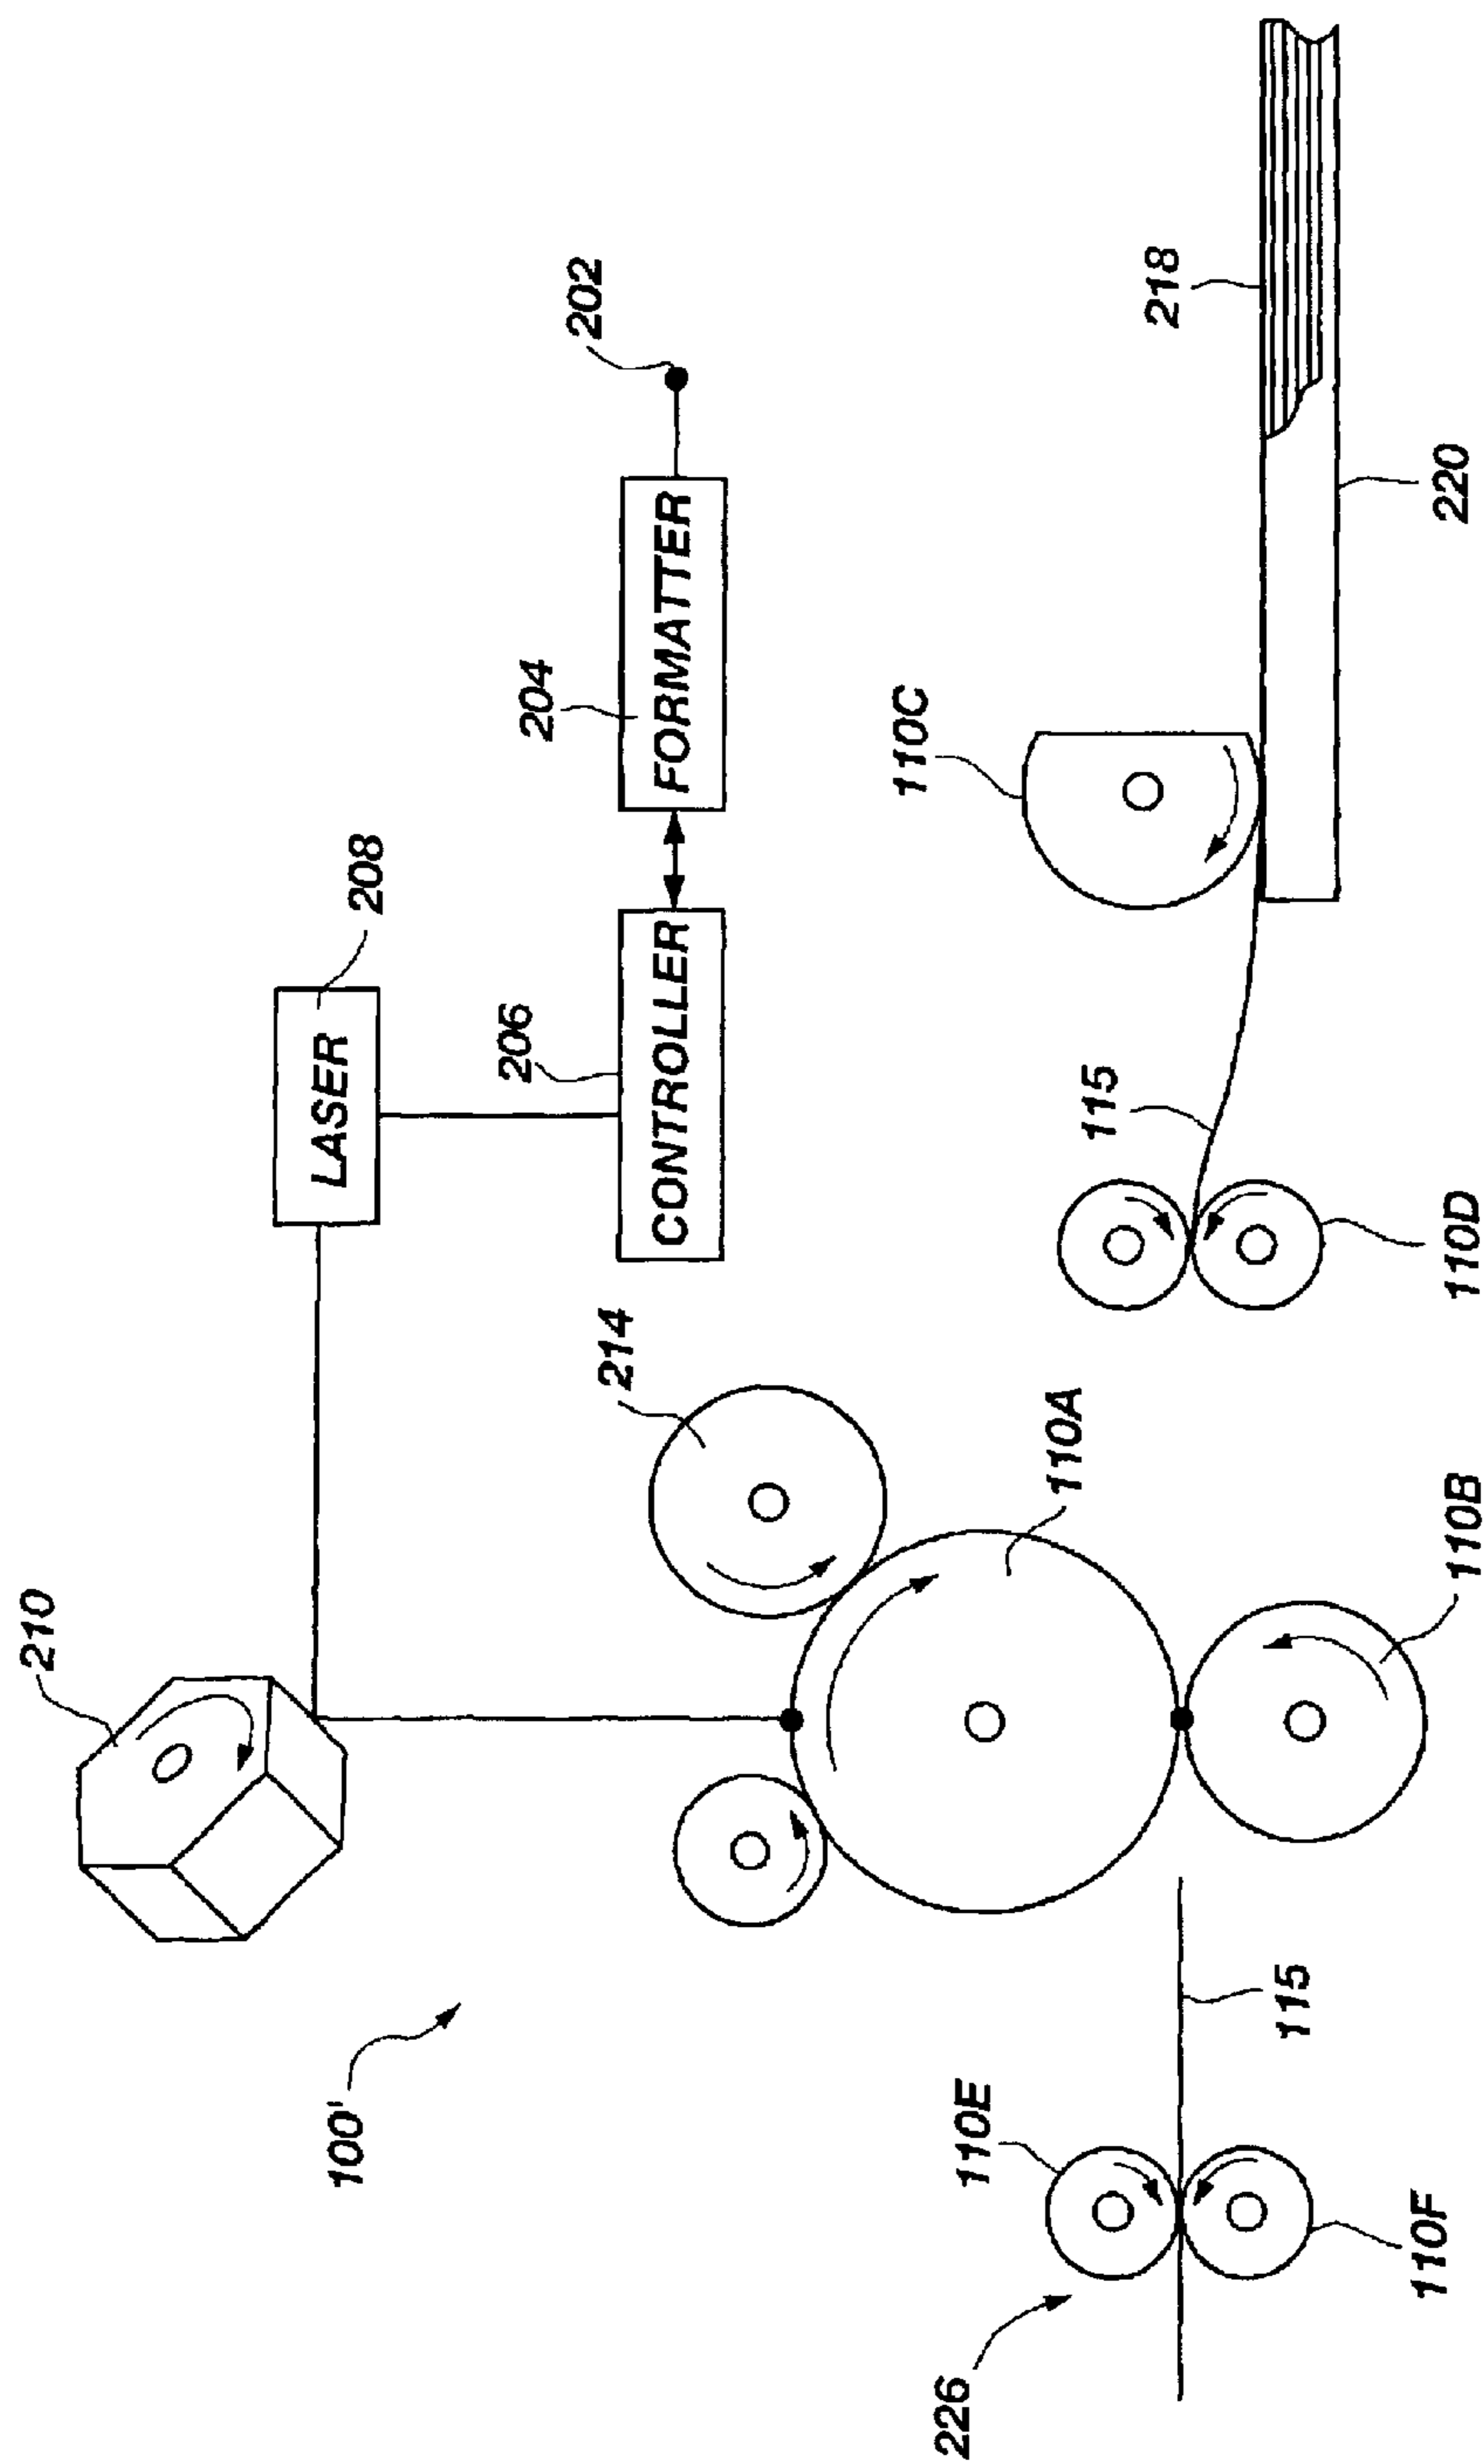 210
LASER
208
100'
214
206
CONTROLLER
204
FORMATTER
202
226
110E
110F
115
110A
110B
115
110D
110C
218
220